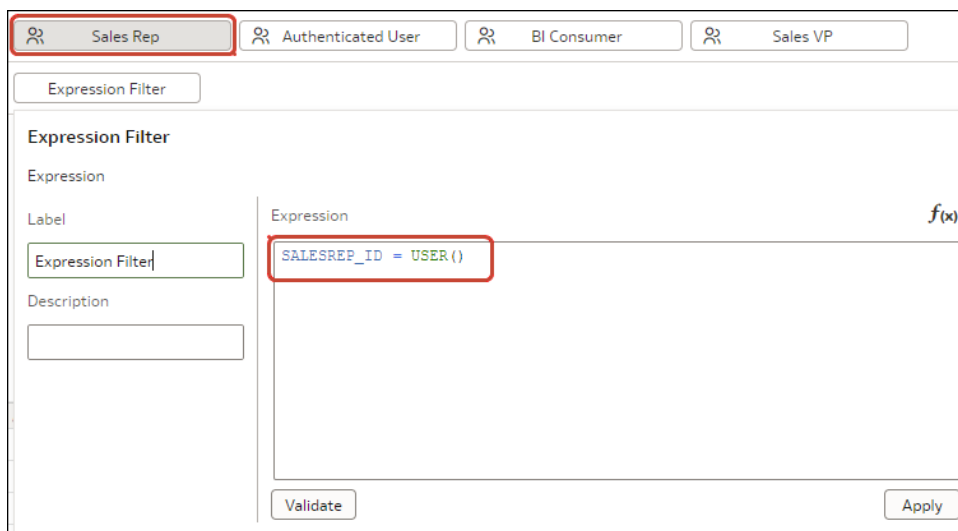 Sales Rep Authenticated User BI Consumer Sales VP
Expression Filter
Expression Filter
Expression
Label
Expression Filter
Description
Expression
f(x)
SALESREP_ID = USER()
Validate Apply